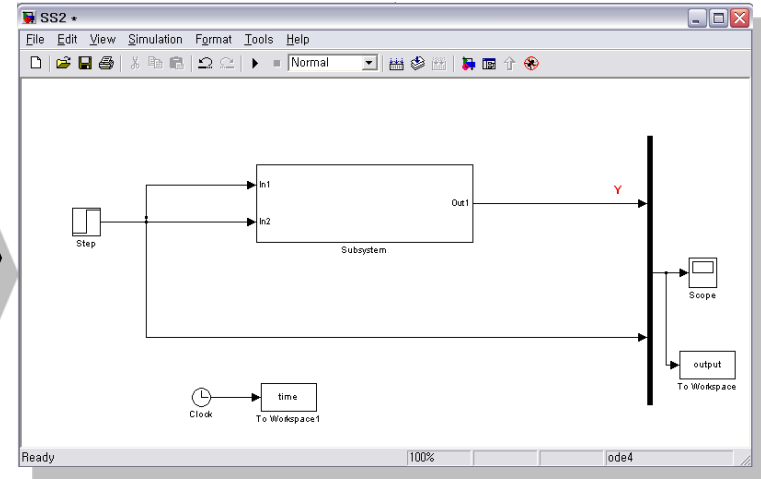 SS2 *
File Edit View Simulation Format Tools Help
Normal
In1
In2
Out1
Y
Step
Subsystem
Scope
output
To Workspace
time
Clock
To Workspace1
Ready 100% ode4